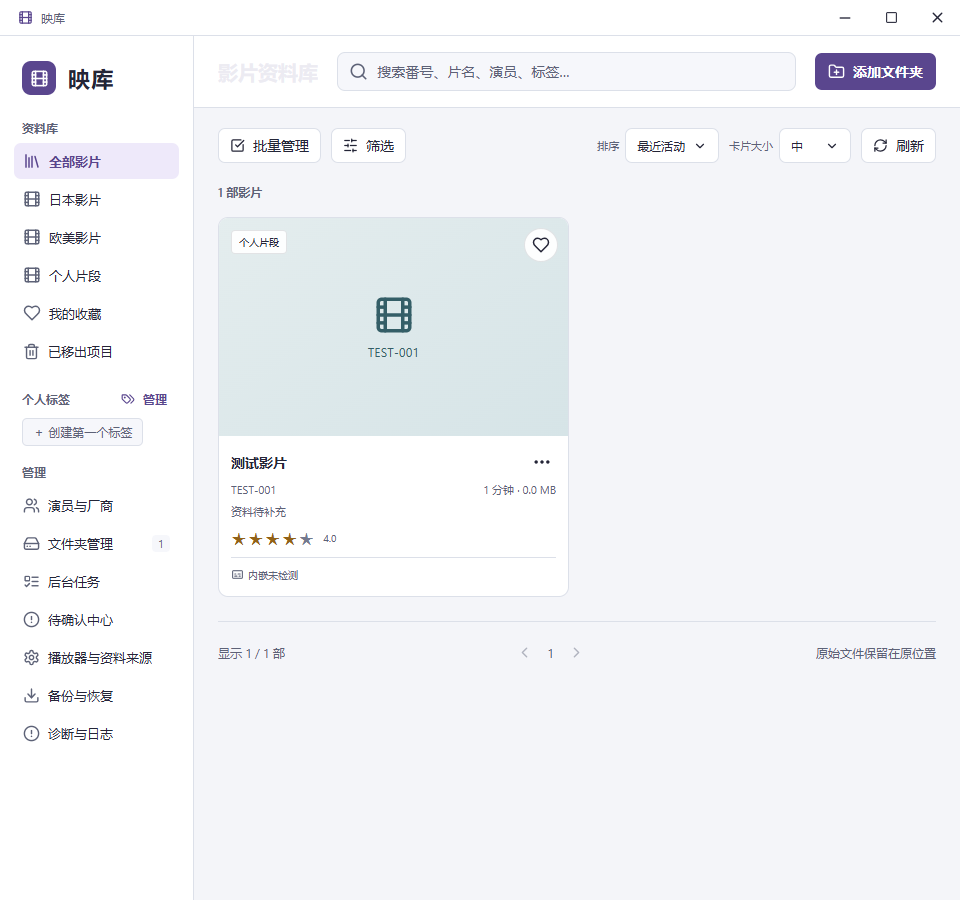 映库
映库
资料库
全部影片
日本影片
欧美影片
个人片段
我的收藏
已移出项目
个人标签 管理
+ 创建第一个标签
管理
演员与厂商
文件夹管理 1
后台任务
待确认中心
播放器与资料来源
备份与恢复
诊断与日志
影片资料库
搜索番号、片名、演员、标签...
添加文件夹
批量管理 筛选 排序 最近活动 卡片大小 中 刷新
1 部影片
个人片段
TEST-001
测试影片
TEST-001 1 分钟 · 0.0 MB
资料待补充
4.0
内嵌未检测
显示 1 / 1 部 1 原始文件保留在原位置